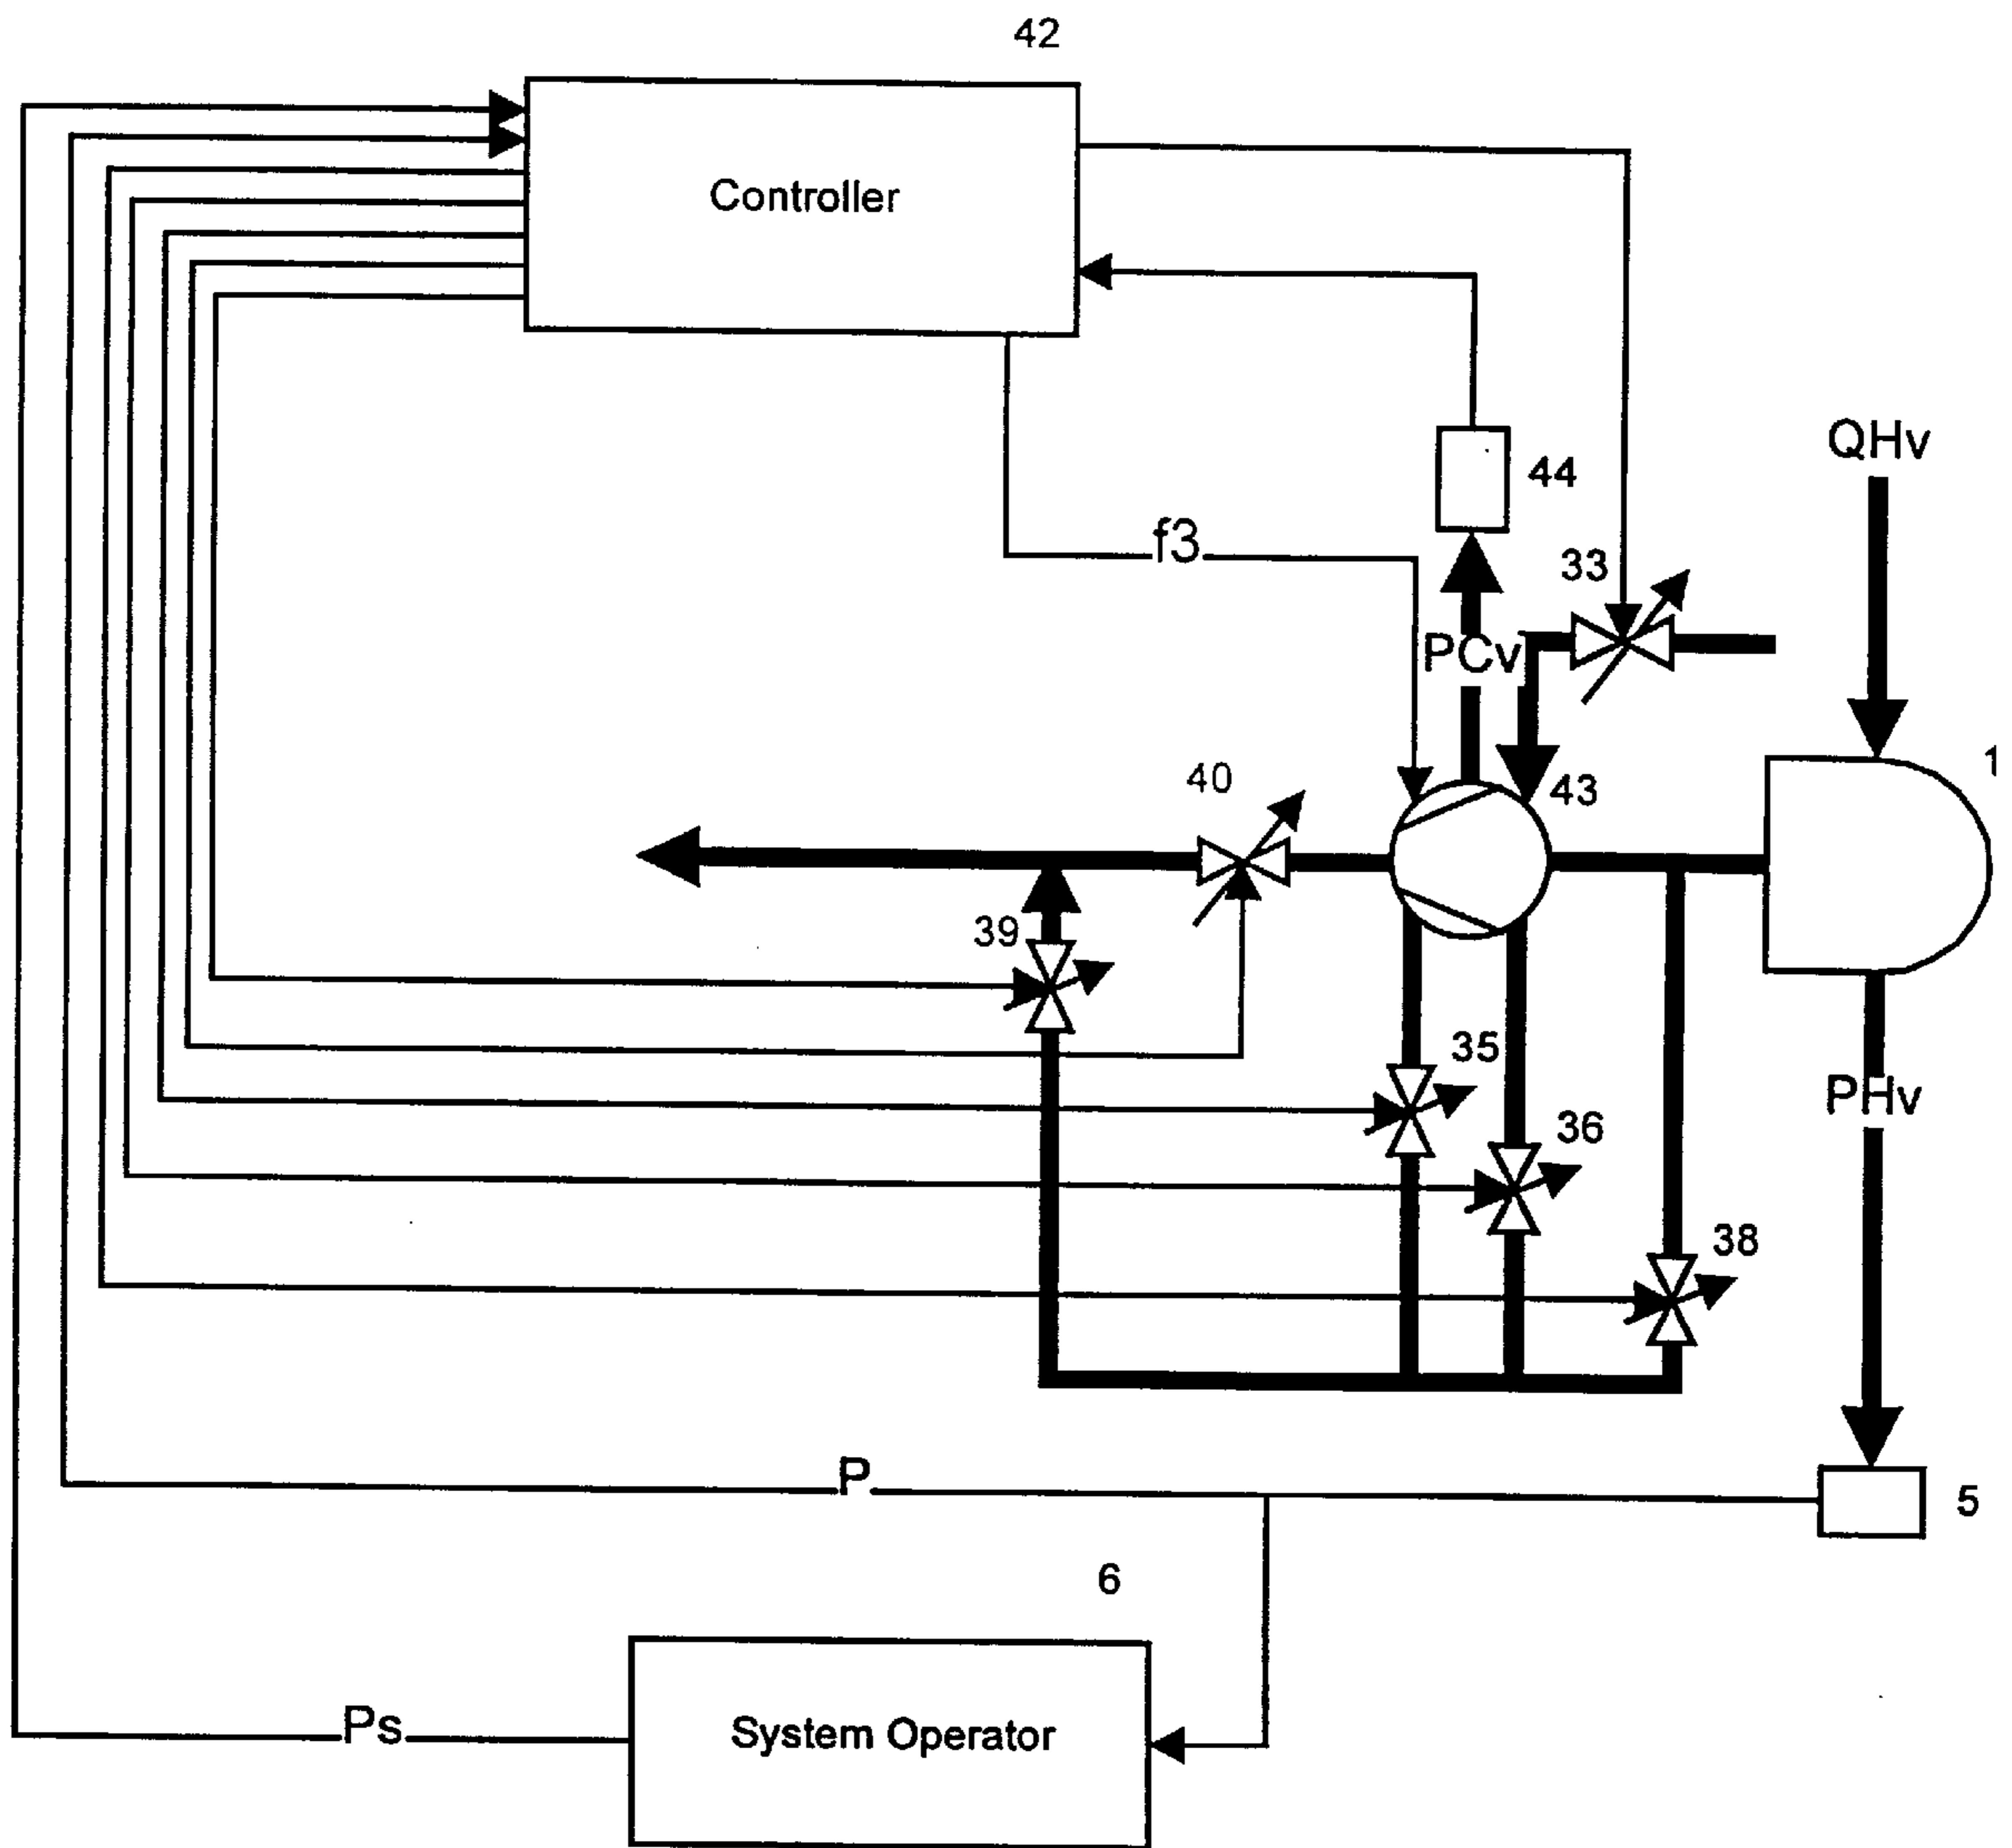 42
Controller
QHv
44
f3
33
PCv
1
40
43
39
35
PHv
36
38
P
5
6
Ps
System Operator